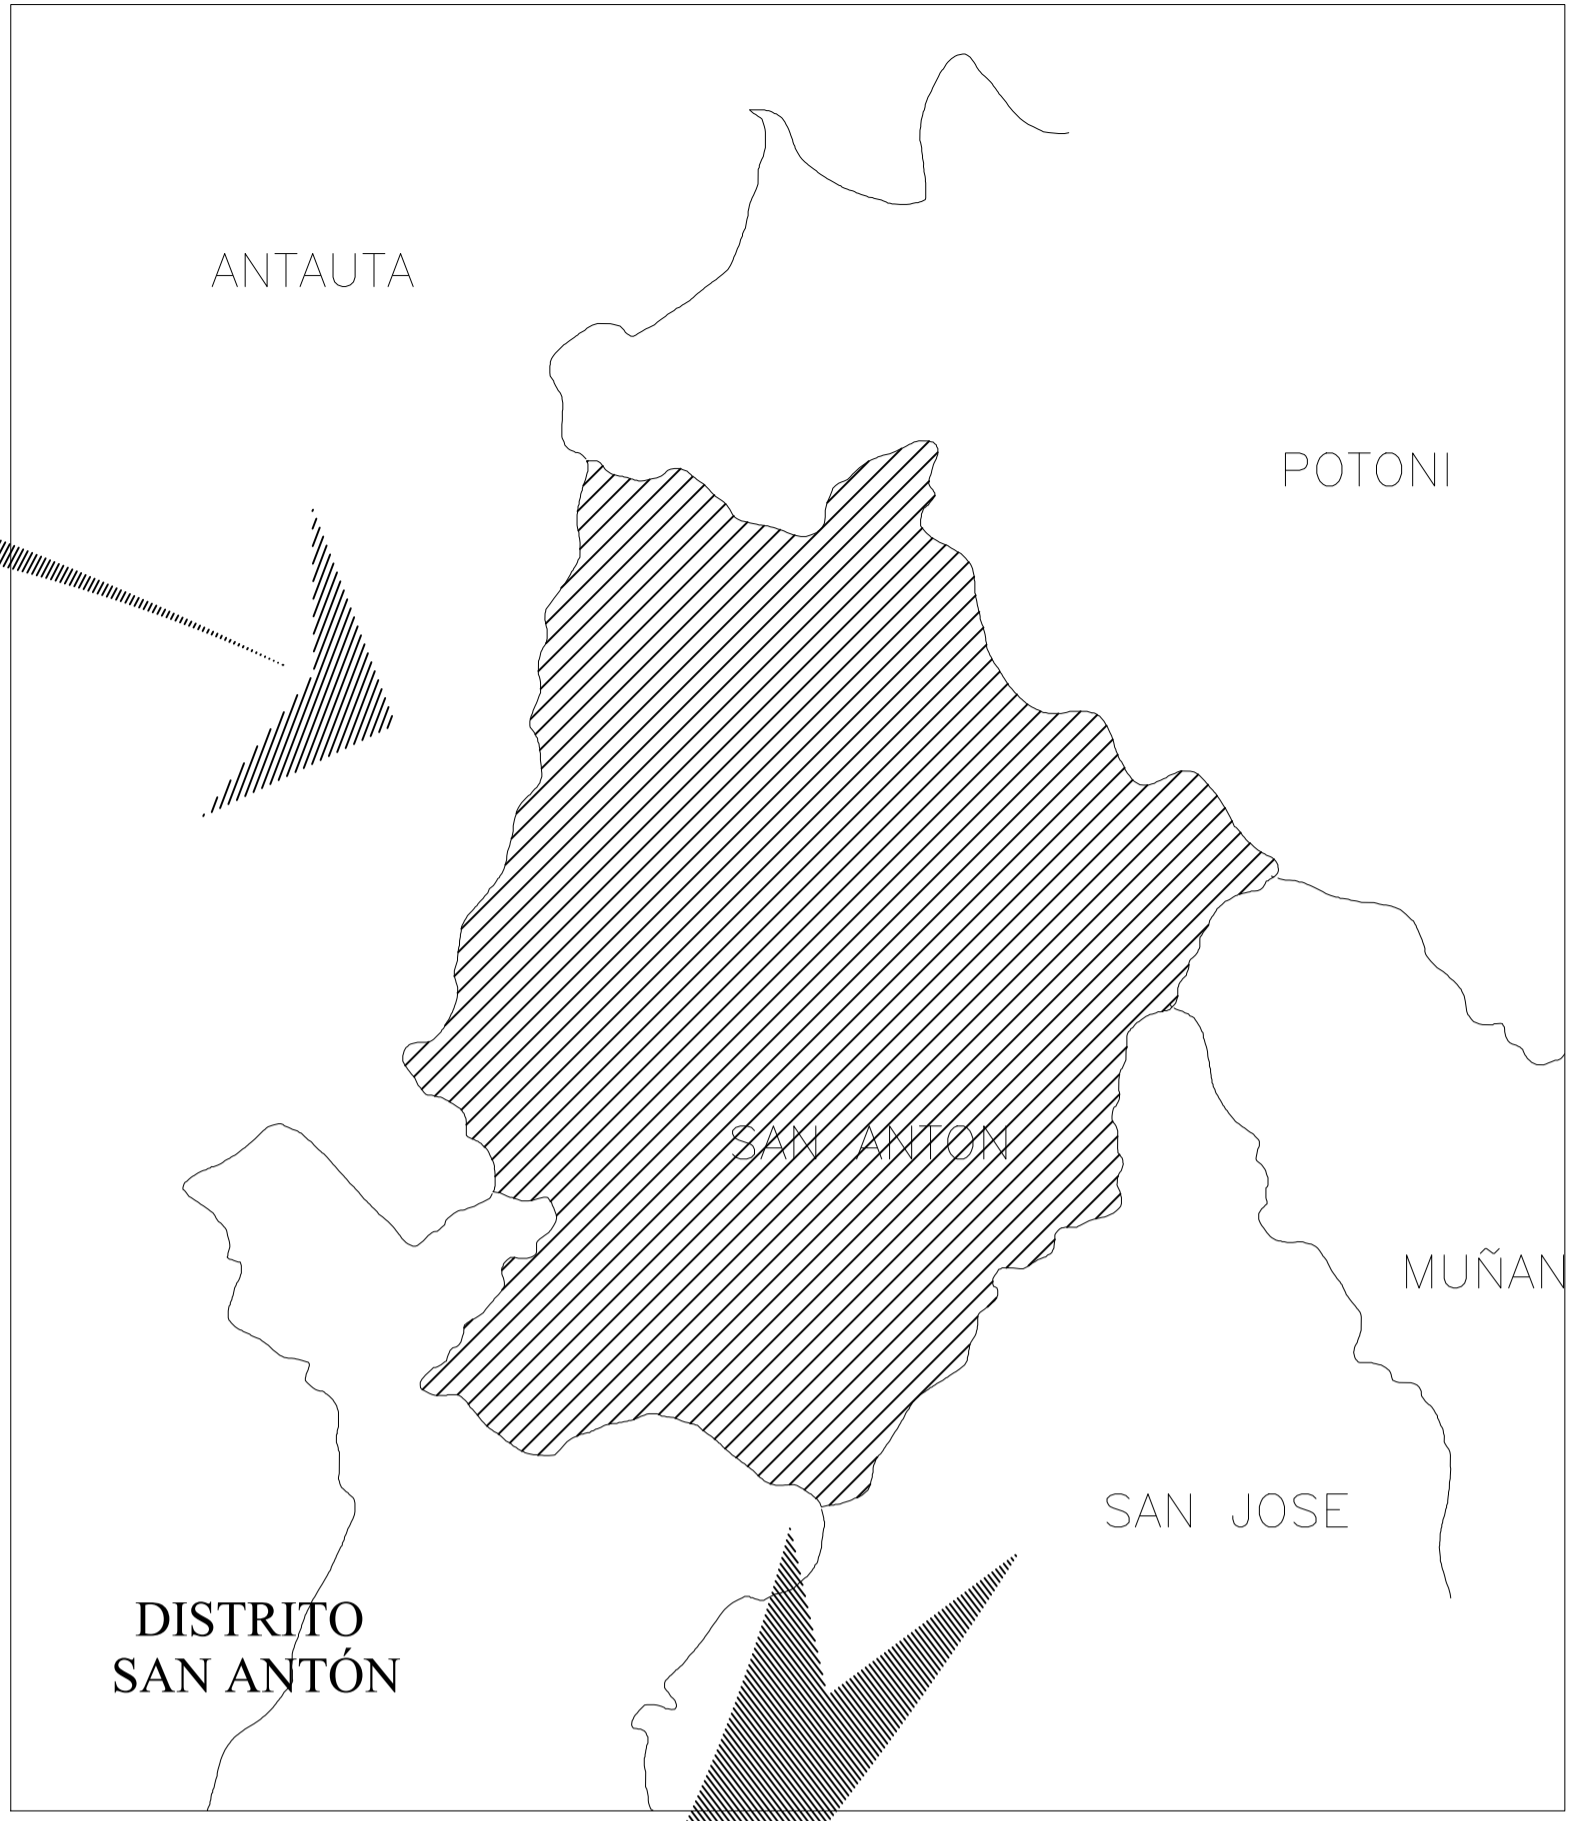 ANTAUTA
POTONI
SAN ANTON
MUÑAN
SAN JOSE
DISTRITO
SAN ANTÓN